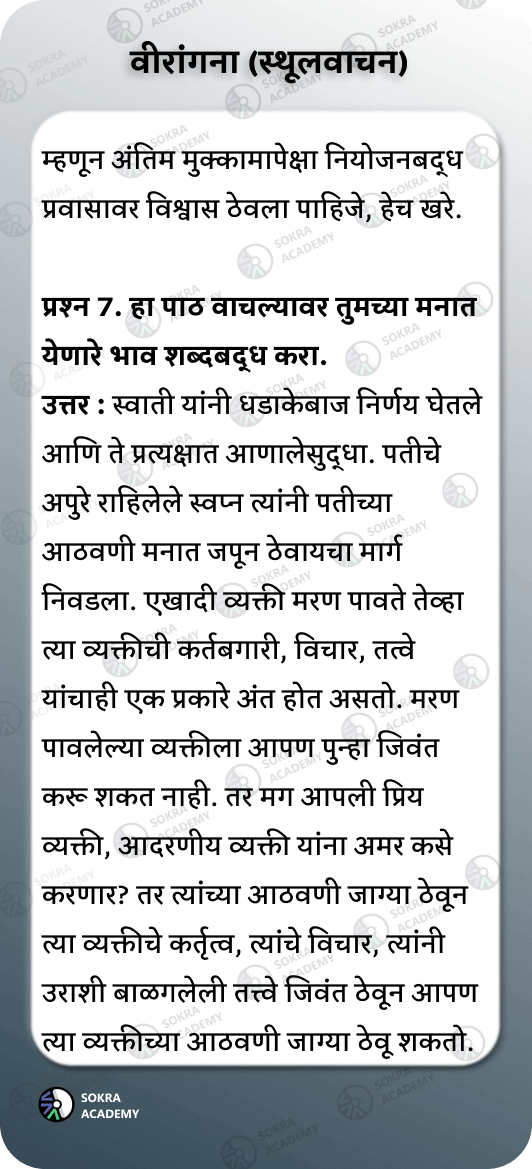 वीरांगना (स्थूलवाचन)
म्हणून अंतिम मुक्कामापेक्षा नियोजनबद्ध
प्रवासावर विश्वास ठेवला पाहिजे, हेच खरे.
प्रश्न 7. हा पाठ वाचल्यावर तुमच्या मनात
येणारे भाव शब्दबद्ध करा.
उत्तर : स्वाती यांनी धडाकेबाज निर्णय घेतले
आणि ते प्रत्यक्षात आणालेसुद्धा. पतीचे
अपुरे राहिलेले स्वप्न त्यांनी पतीच्या
आठवणी मनात जपून ठेवायचा मार्ग
निवडला. एखादी व्यक्ती मरण पावते तेव्हा
त्या व्यक्तीची कर्तबगारी, विचार, तत्वे
यांचाही एक प्रकारे अंत होत असतो. मरण
पावलेल्या व्यक्तीला आपण पुन्हा जिवंत
करू शकत नाही. तर मग आपली प्रिय
व्यक्ती, आदरणीय व्यक्ती यांना अमर कसे
करणार? तर त्यांच्या आठवणी जाग्या ठेवून
त्या व्यक्तीचे कर्तृत्व, त्यांचे विचार, त्यांनी
उराशी बाळगलेली तत्त्वे जिवंत ठेवून आपण
त्या व्यक्तीच्या आठवणी जाग्या ठेवू शकतो.
SOKRA
ACADEMY